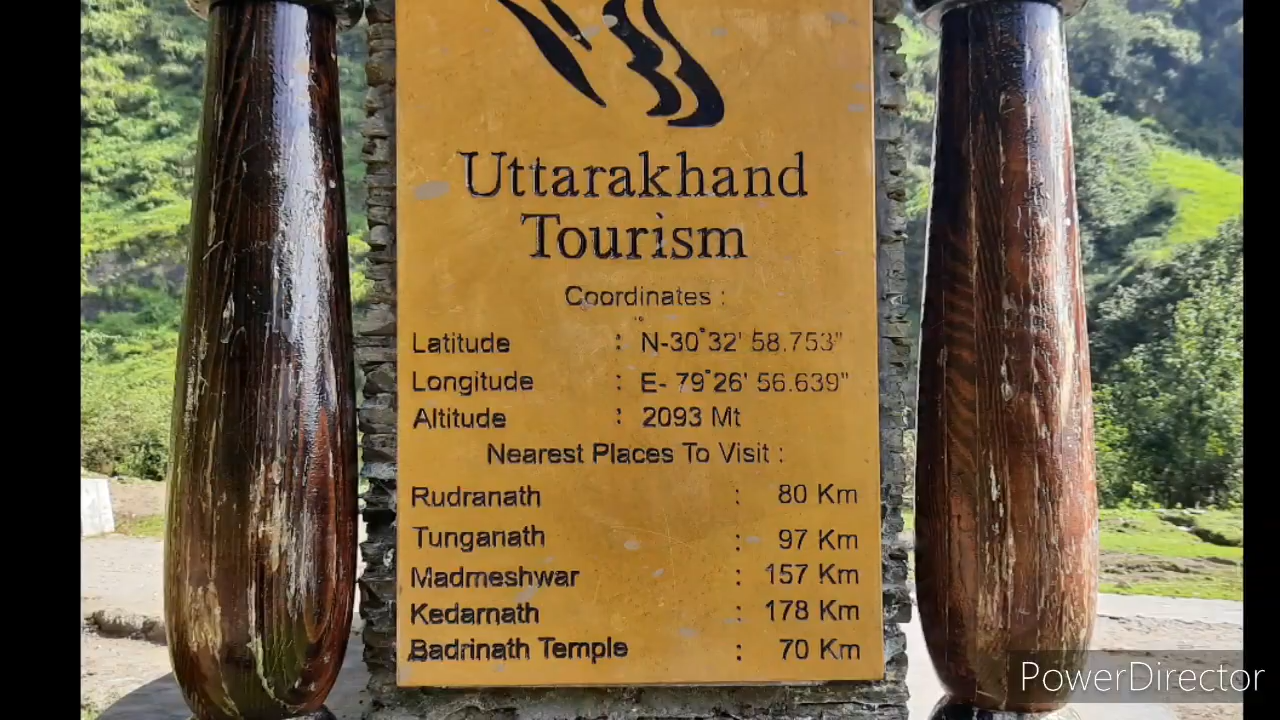 Uttarakhand
Tourism
Coordinates :
Latitude : N-30°32' 58.753"
Longitude : E- 79°26' 56.639"
Altitude : 2093 Mt
Nearest Places To Visit :
Rudranath : 80 Km
Tunganath : 97 Km
Madmeshwar : 157 Km
Kedarnath : 178 Km
Badrinath Temple : 70 Km
PowerDirector